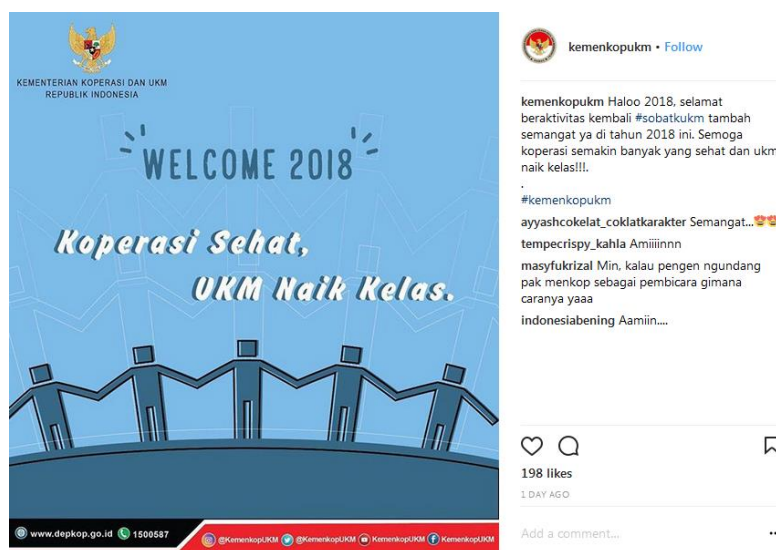 KEMENTERIAN KOPERASI DAN UKM
REPUBLIK INDONESIA
WELCOME 2018
Koperasi Sehat,
UKM Naik Kelas.
www.depkop.go.id 1500587
@KemenkopUKM @KemenkopUKM KemenkopUKM KemenkopUKM
kemenkopukm • Follow
kemenkopukm Haloo 2018, selamat
beraktivitas kembali #sobatkukm tambah
semangat ya di tahun 2018 ini. Semoga
koperasi semakin banyak yang sehat dan ukm
naik kelas!!!.
.
#kemenkopukm
ayyashcokelat_coklatkarakter Semangat...😍😍
tempecrispy_kahla Amiiiinnn
masyfukrizal Min, kalau pengen ngundang
pak menkop sebagai pembicara gimana
caranya yaaa
indonesiabening Aamiin....
198 likes
1 DAY AGO
Add a comment...